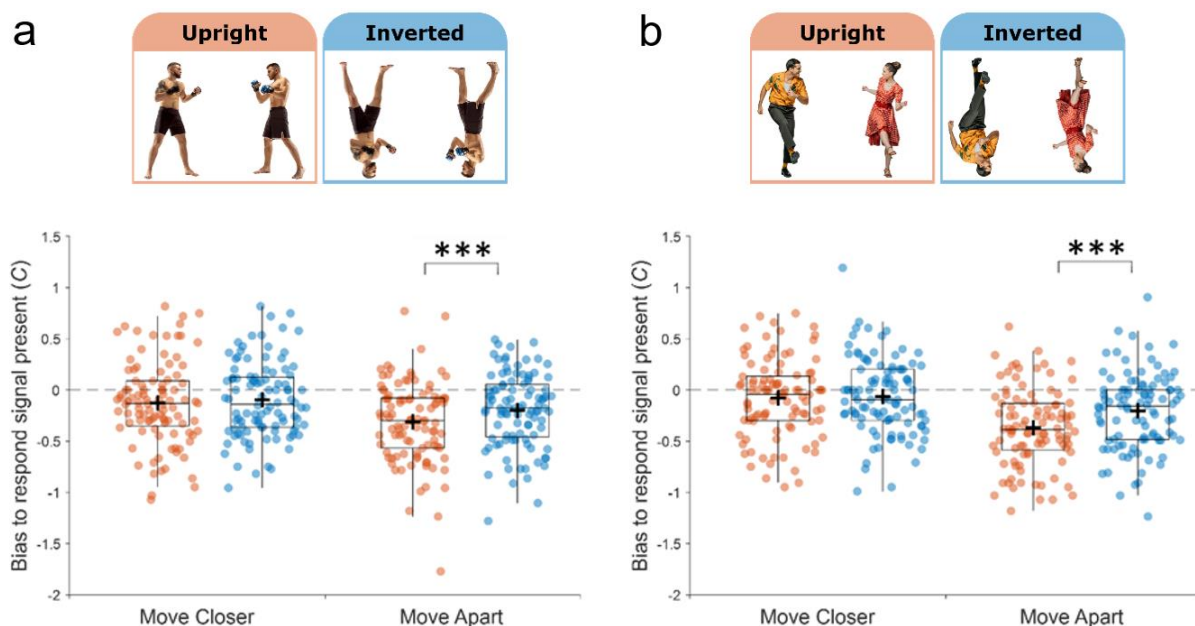 a
Upright Inverted
***
Bias to respond signal present (C)
1.5
1
0.5
0
-0.5
-1
-1.5
-2
Move Closer Move Apart
b
Upright Inverted
***
Bias to respond signal present (C)
1.5
1
0.5
0
-0.5
-1
-1.5
-2
Move Closer Move Apart